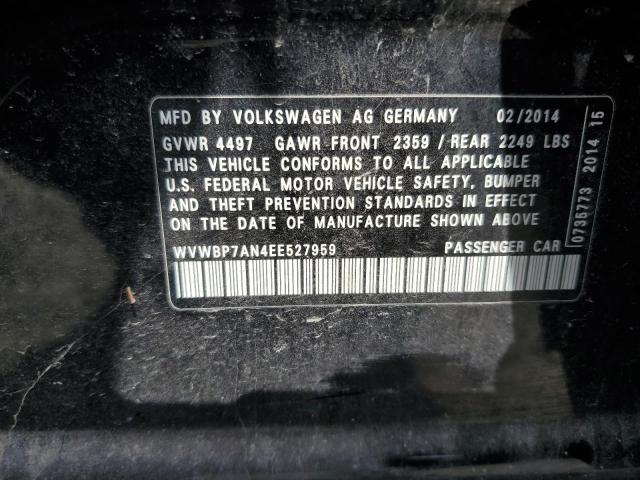 MFD BY VOLKSWAGEN AG GERMANY 02/2014
GVWR 4497 GAWR FRONT 2359 / REAR 2249 LBS
THIS VEHICLE CONFORMS TO ALL APPLICABLE
U.S. FEDERAL MOTOR VEHICLE SAFETY, BUMPER
AND THEFT PREVENTION STANDARDS IN EFFECT
ON THE DATE OF MANUFACTURE SHOWN ABOVE
WVWBP7AN4EE527959 PASSENGER CAR
0735773 2014 15